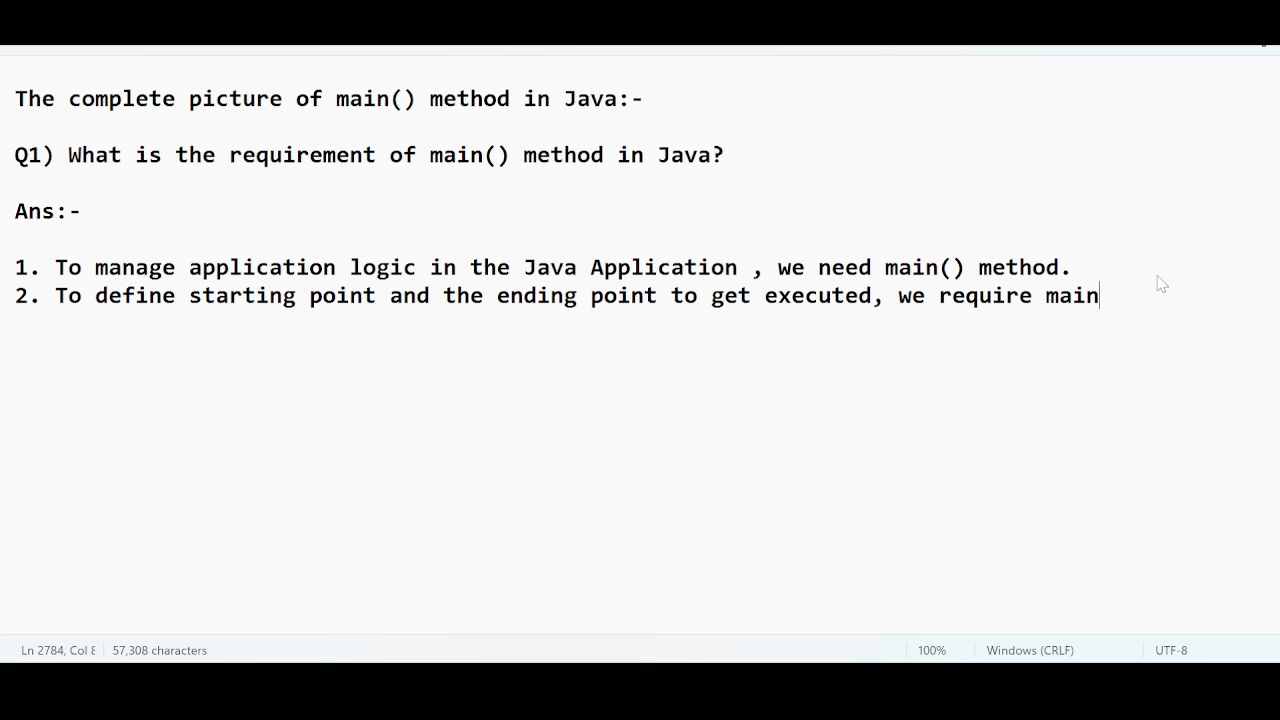 The complete picture of main() method in Java:-
Q1) What is the requirement of main() method in Java?
Ans:-
1. To manage application logic in the Java Application , we need main() method.
2. To define starting point and the ending point to get executed, we require main
Ln 2784, Col 8 57,308 characters 100% Windows (CRLF) UTF-8